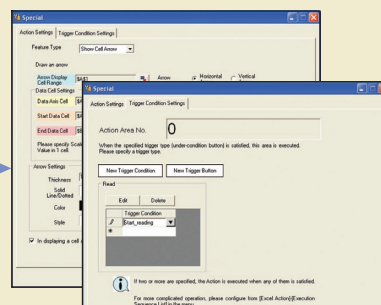 Special
Action Settings Trigger Condition Settings
Feature Type Show Cell Arrow
Draw an arrow
Arrow Display
Cell Range
Arrow Horizontal Vertical
Data Cell Settings
Data Axis Cell
Start Data Cell
End Data Cell
Please specify
Value in 1 cell.
Arrow Settings
Thickness
Solid
Line/Dotted
Color
Style
In displaying a cell
Special
Action Settings Trigger Condition Settings
Action Area No. 0
When the specified trigger type (under-condition button) is satisfied, this area is executed.
Please specify a trigger type.
New Trigger Condition New Trigger Button
Read
Edit Delete
Trigger Condition
Start_reading
If two or more are specified, the Action is executed when any of them is satisfied.
For more complicated operation, please configure from [Excel Action]-[Execution
Sequence List] in the menu.